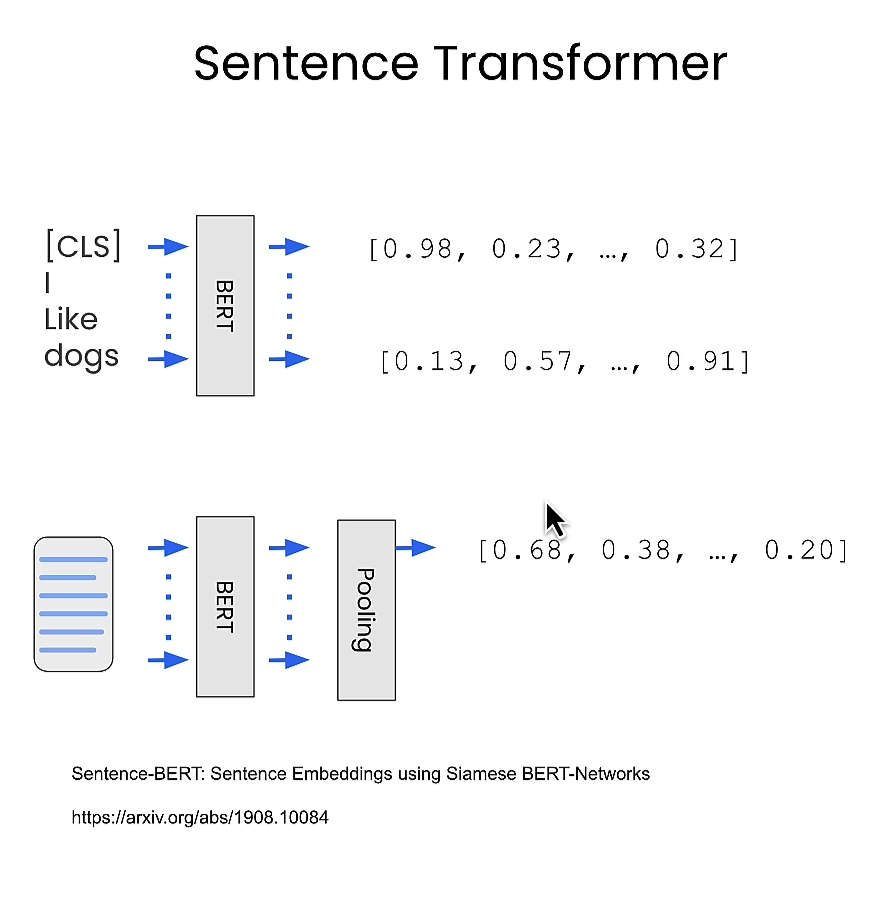 Sentence Transformer
[CLS]
I
Like
dogs
BERT
[0.98, 0.23, …, 0.32]
[0.13, 0.57, …, 0.91]
BERT
Pooling
[0.68, 0.38, …, 0.20]
Sentence-BERT: Sentence Embeddings using Siamese BERT-Networks
https://arxiv.org/abs/1908.10084